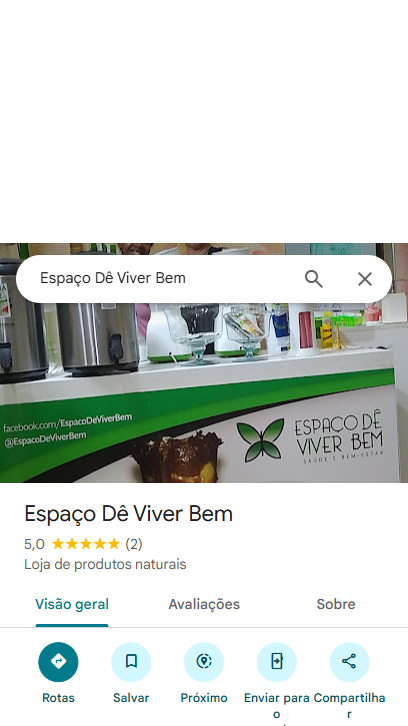 Espaço Dê Viver Bem
facebook.com/EspacoDeViverBem
@EspacoDeViverBem
ESPAÇO DÊ
VIVER BEM
SAÚDE E BEM-ESTAR
Espaço Dê Viver Bem
5,0 ★★★★★ (2)
Loja de produtos naturais
Visão geral Avaliações Sobre
Rotas Salvar Próximo Enviar para o Compartilhar